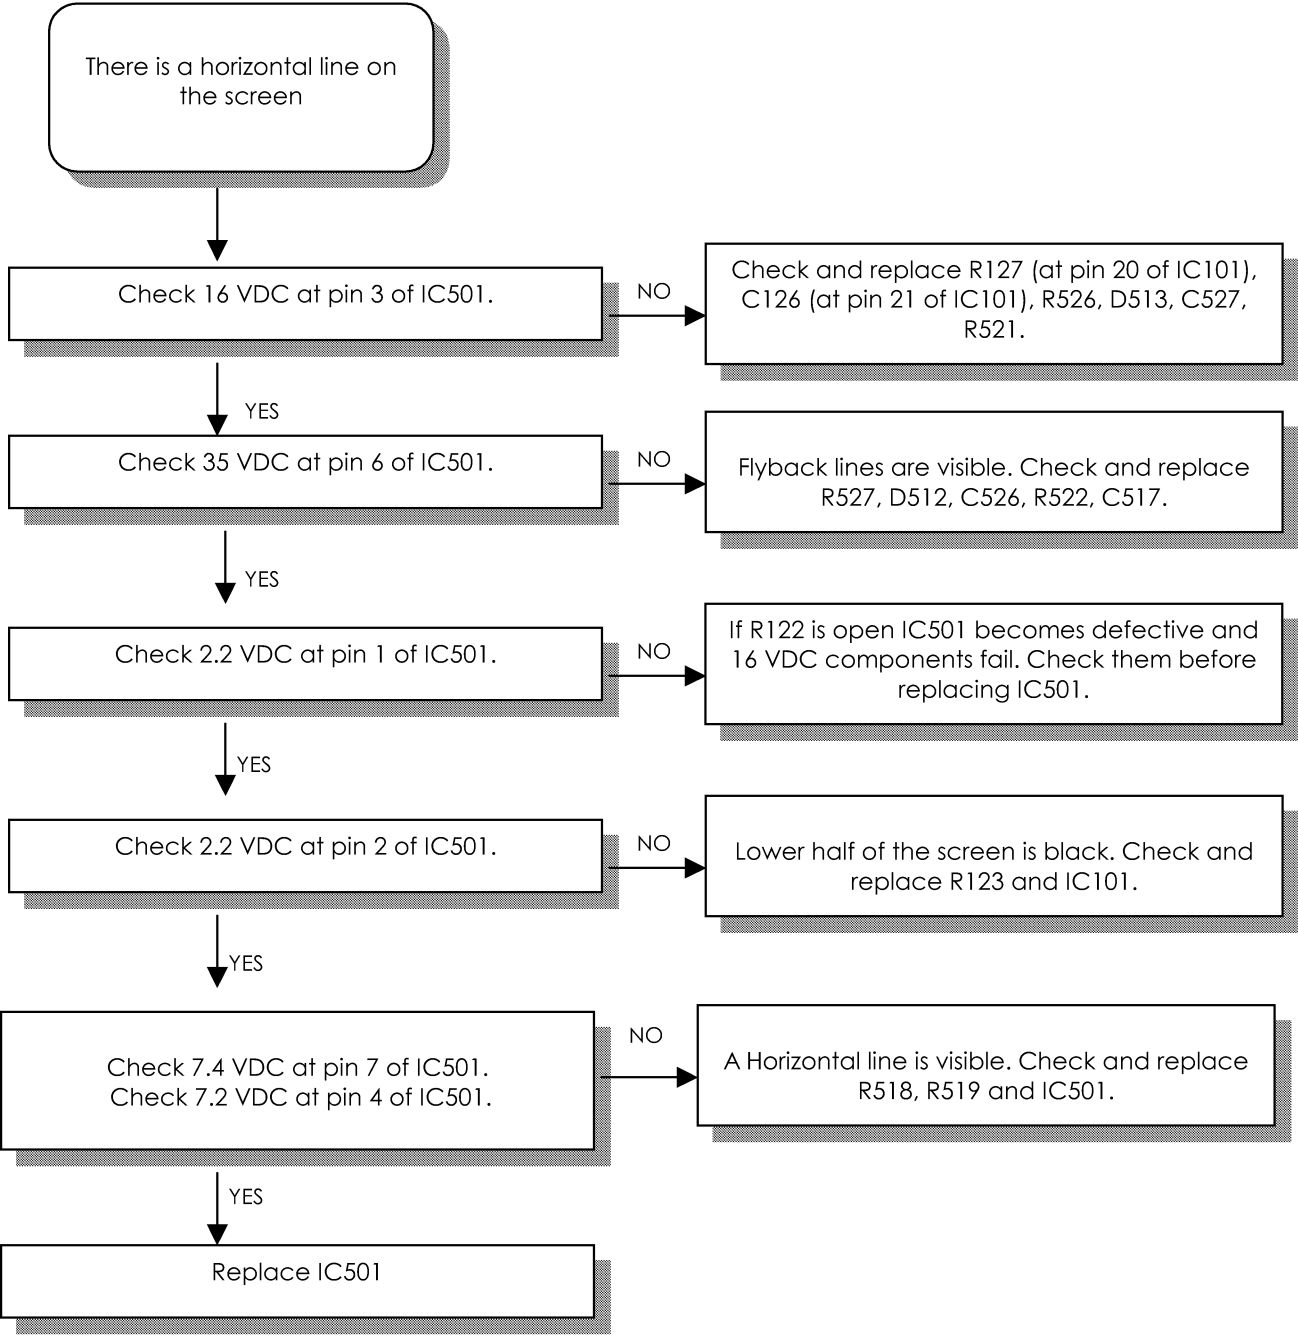 There is a horizontal line on
the screen
Check 16 VDC at pin 3 of IC501.
NO
Check and replace R127 (at pin 20 of IC101),
C126 (at pin 21 of IC101), R526, D513, C527,
R521.
YES
Check 35 VDC at pin 6 of IC501.
NO
Flyback lines are visible. Check and replace
R527, D512, C526, R522, C517.
YES
Check 2.2 VDC at pin 1 of IC501.
NO
If R122 is open IC501 becomes defective and
16 VDC components fail. Check them before
replacing IC501.
YES
Check 2.2 VDC at pin 2 of IC501.
NO
Lower half of the screen is black. Check and
replace R123 and IC101.
YES
Check 7.4 VDC at pin 7 of IC501.
Check 7.2 VDC at pin 4 of IC501.
NO
A Horizontal line is visible. Check and replace
R518, R519 and IC501.
YES
Replace IC501